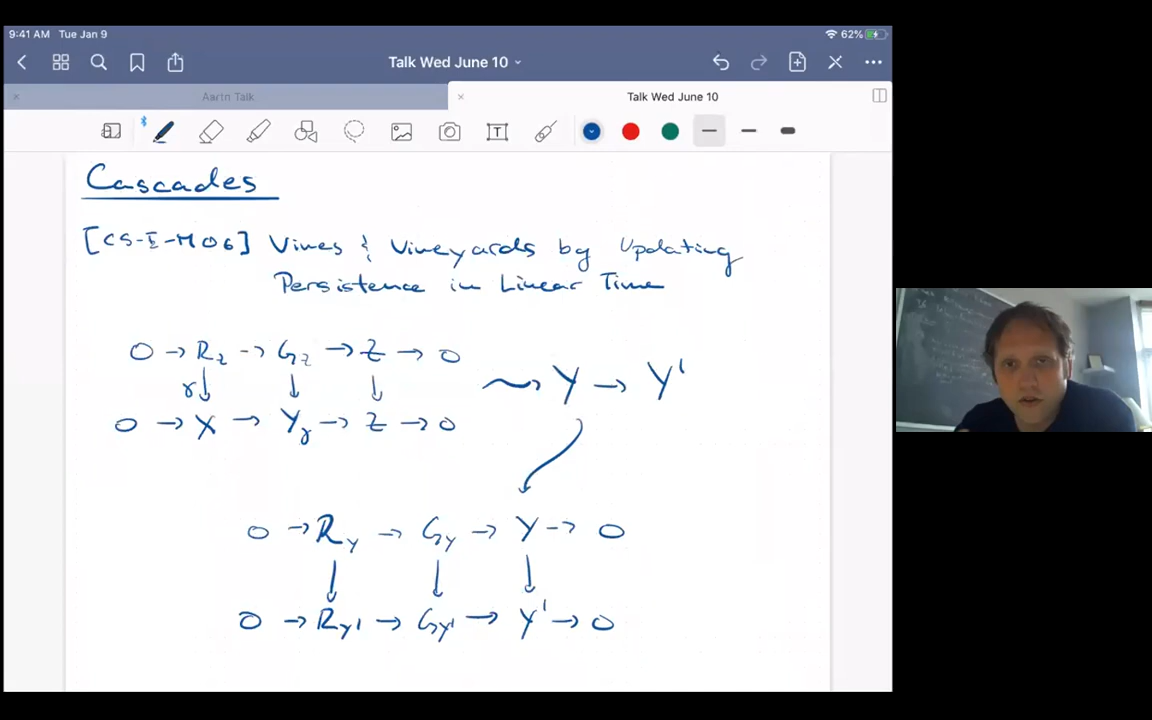 9:41 AM Tue Jan 9
62%
Talk Wed June 10
Aarts Talk
Talk Wed June 10
T
Cascades
[CS-E-M06] Vines & Vineyards by Updating
Persistence in Linear Time
0 → R_Z → G_Z → Z → 0
γ ↓ ↓ ↓
0 → X → Y_γ → Z → 0
⇝ Y → Y'
0 → R_Y → G_Y → Y → 0
↓ ↓ ↓
0 → R_Y' → G_Y' → Y' → 0